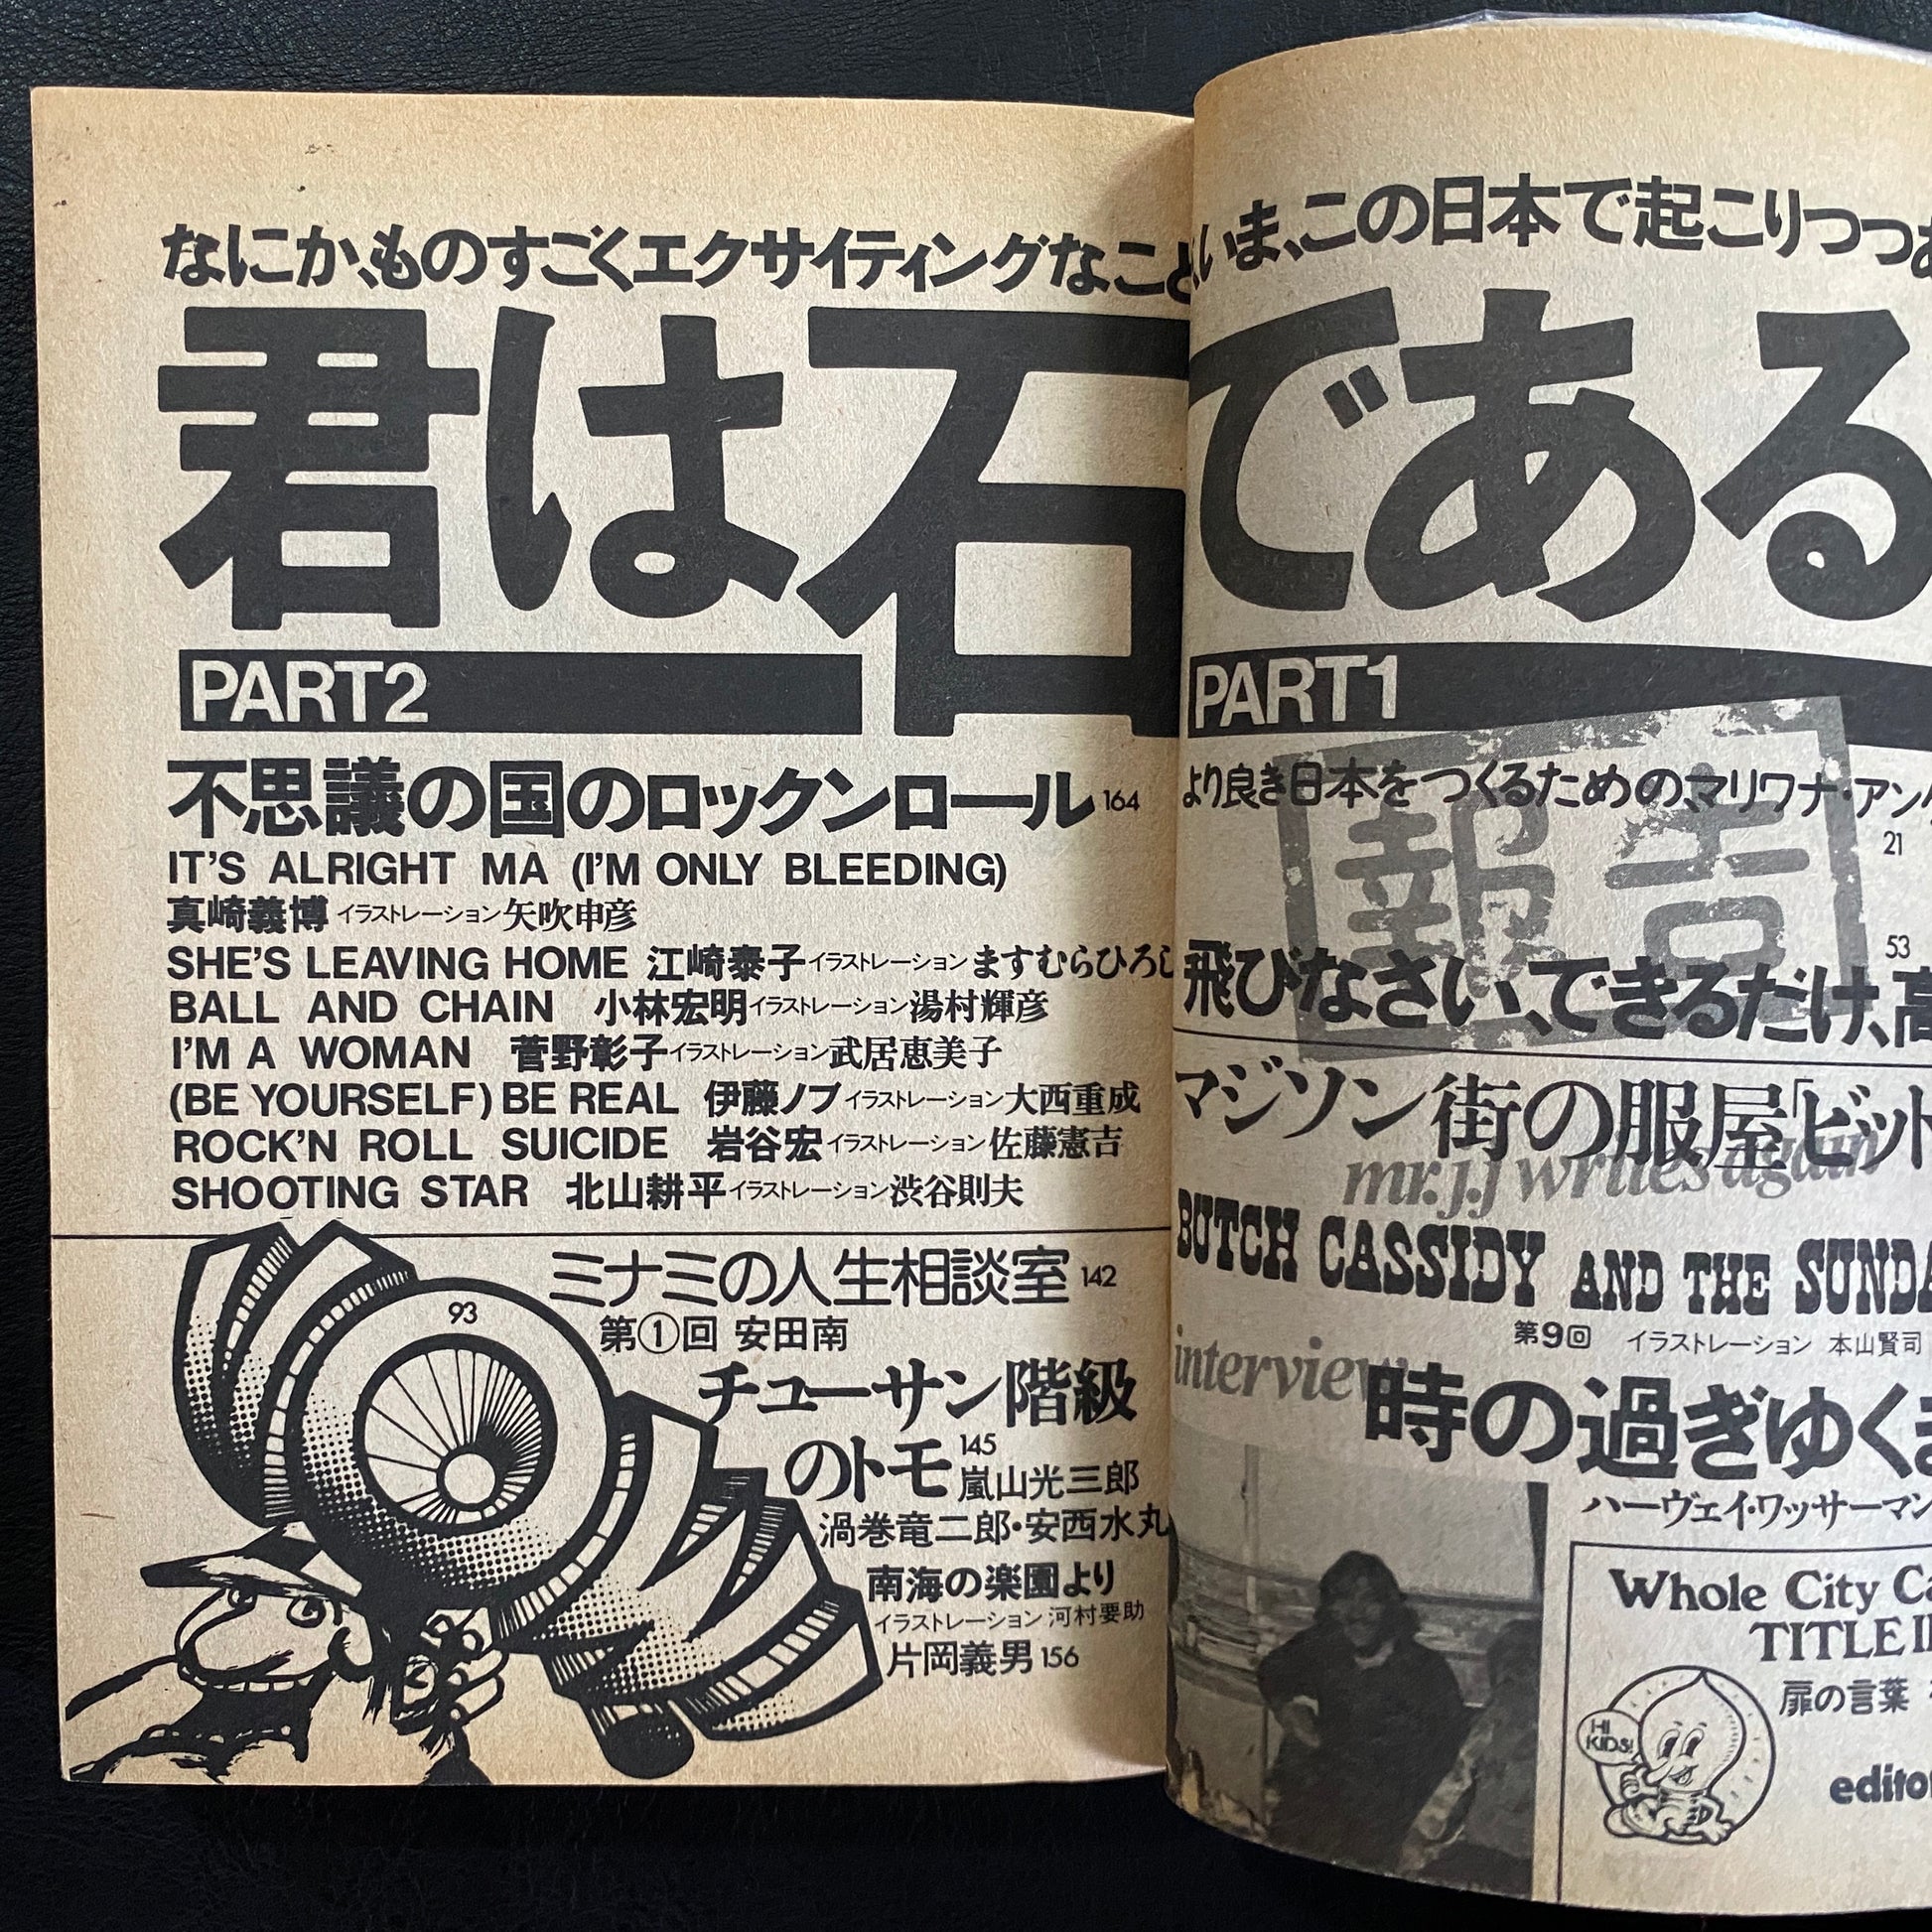 なにか、ものすごくエクサイティングなこと、いま、この日本で起こりつつあ
君は石である
PART2
不思議の国のロックンロール 164
IT'S ALRIGHT MA (I'M ONLY BLEEDING)
真崎義博 イラストレーション矢吹申彦
SHE'S LEAVING HOME 江崎泰子イラストレーションますむらひろし
BALL AND CHAIN 小林宏明イラストレーション湯村輝彦
I'M A WOMAN 菅野彰子イラストレーション武居恵美子
(BE YOURSELF) BE REAL 伊藤ノブイラストレーション大西重成
ROCK'N ROLL SUICIDE 岩谷宏イラストレーション佐藤憲吉
SHOOTING STAR 北山耕平イラストレーション渋谷則夫
93
ミナミの人生相談室 142
第①回 安田南
チューサン階級
のトモ 145
嵐山光三郎
渦巻竜二郎・安西水丸
南海の楽園より
イラストレーション 河村要助
片岡義男 156
PART1
より良き日本をつくるための、マリワナ・アン
21
報告
53
飛びなさい、できるだけ、高
マジソン街の服屋「ビット
mr. j.j writes again
BUTCH CASSIDY AND THE SUNDA
第9回 イラストレーション 本山賢司
interview
時の過ぎゆくま
ハーヴェイ・ワッサーマン
Whole City Ca
TITLE I
扉の言葉
HI KIDS!
edito